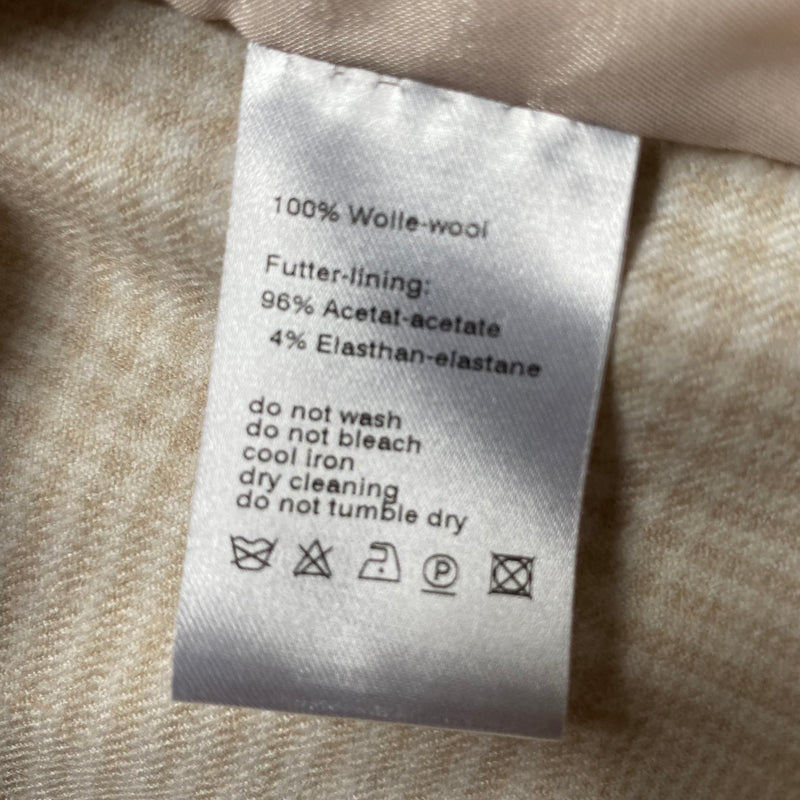 100% Wolle-wool
Futter-lining:
96% Acetat-acetate
4% Elasthan-elastane
do not wash
do not bleach
cool iron
dry cleaning
do not tumble dry
P